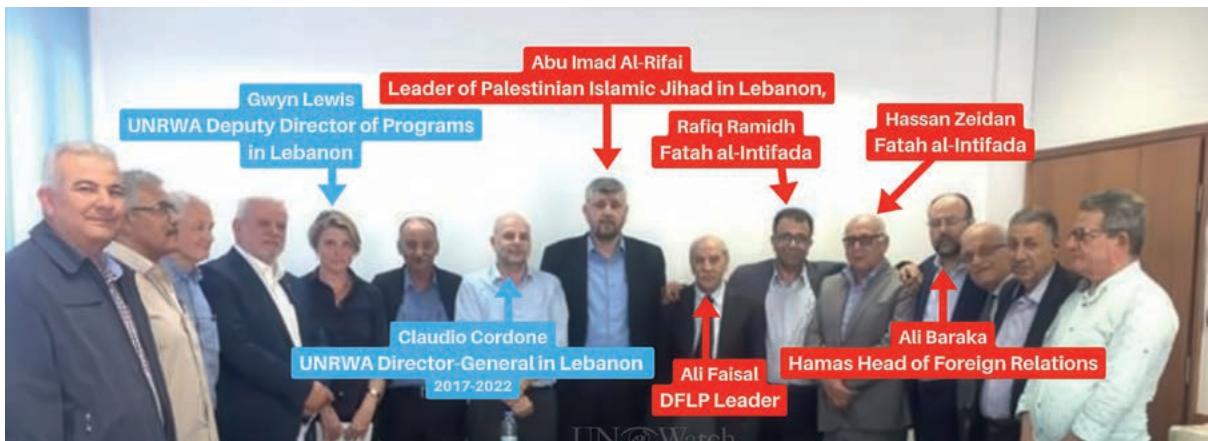 Abu Imad Al-Rifai
Leader of Palestinian Islamic Jihad in Lebanon,
Gwyn Lewis
UNRWA Deputy Director of Programs
in Lebanon
Rafiq Ramidh
Fatah al-Intifada
Hassan Zeidan
Fatah al-Intifada
Claudio Cordone
UNRWA Director-General in Lebanon
2017-2022
Ali Faisal
DFLP Leader
Ali Baraka
Hamas Head of Foreign Relations
UN Watch